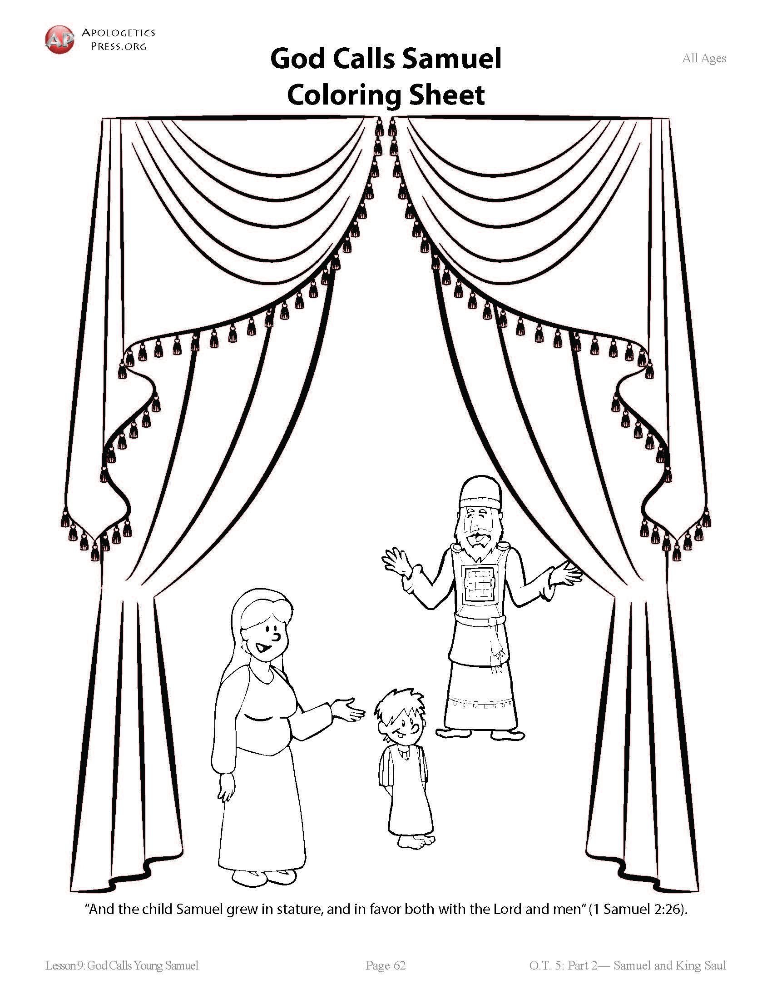 AP
APOLOGETICS
PRESS.ORG
God Calls Samuel
Coloring Sheet
All Ages
“And the child Samuel grew in stature, and in favor both with the Lord and men” (1 Samuel 2:26).
Lesson 9: God Calls Young Samuel
Page 62
O.T. 5: Part 2— Samuel and King Saul